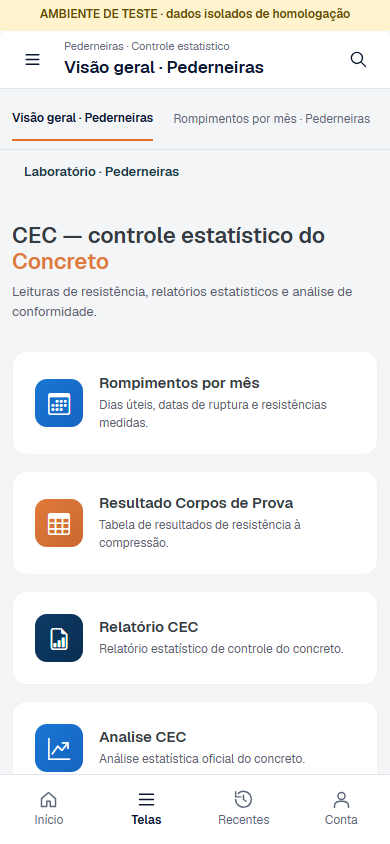 AMBIENTE DE TESTE · dados isolados de homologação
Pederneiras · Controle estatístico
Visão geral · Pederneiras
Visão geral · Pederneiras
Rompimentos por mês · Pederneiras
Laboratório · Pederneiras
CEC — controle estatístico do
Concreto
Leituras de resistência, relatórios estatísticos e análise de
conformidade.
Rompimentos por mês
Dias úteis, datas de ruptura e resistências
medidas.
Resultado Corpos de Prova
Tabela de resultados de resistência à
compressão.
Relatório CEC
Relatório estatístico de controle do concreto.
Analise CEC
Análise estatística oficial do concreto.
Início
Telas
Recentes
Conta